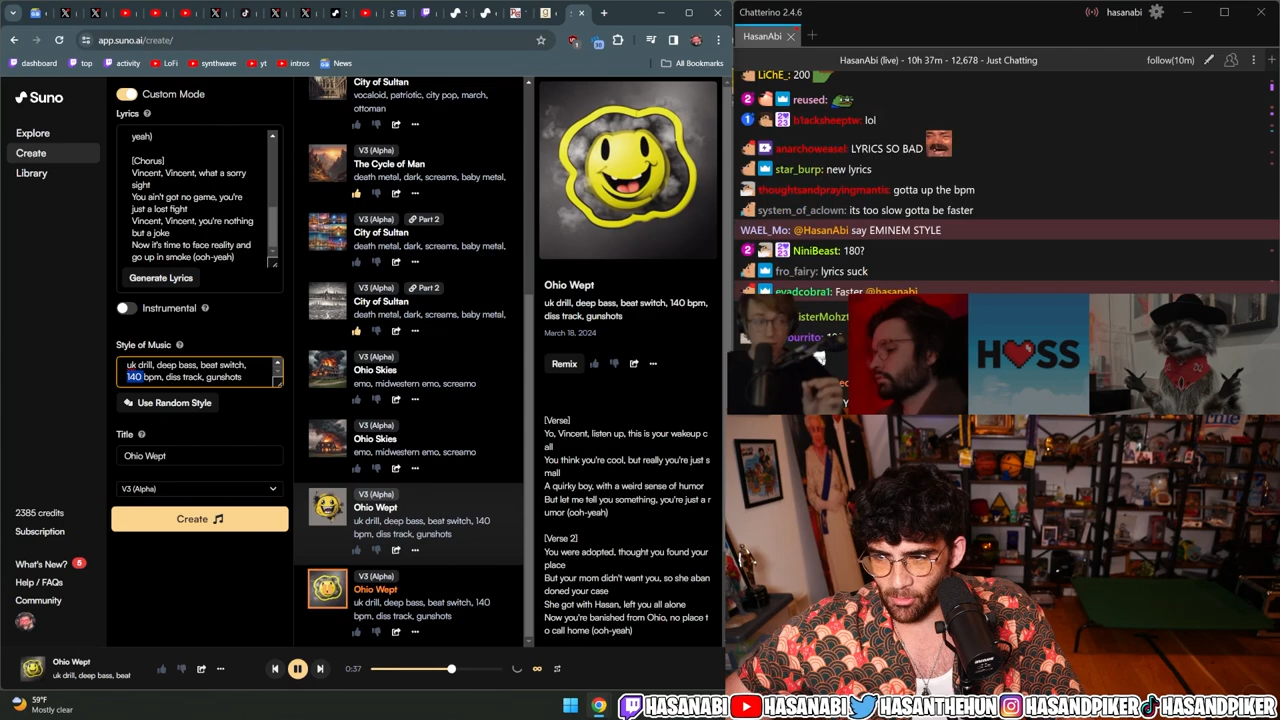 app.suno.ai/create/
dashboard
top
activity
LoFi
synthwave
yt
intros
News
All Bookmarks
Suno
Explore
Create
Library
2385 credits
Subscription
What's New? 6
Help / FAQs
Community
Custom Mode
Lyrics
yeah)
[Chorus]
Vincent, Vincent, what a sorry
sight
You ain't got no game, you're
just a lost fight
Vincent, Vincent, you're nothing
but a joke
Now it's time to face reality and
go up in smoke (ooh-yeah)
Generate Lyrics
Instrumental
Style of Music
uk drill, deep bass, beat switch,
140 bpm, diss track, gunshots
Use Random Style
Title
Ohio Wept
V3 (Alpha)
Create
City of Sultan
vocaloid, patriotic, city pop, march,
ottoman
V3 (Alpha)
The Cycle of Man
death metal, dark, screams, baby metal,
V3 (Alpha) Part 2
City of Sultan
death metal, dark, screams, baby metal,
V3 (Alpha) Part 2
City of Sultan
death metal, dark, screams, baby metal,
V3 (Alpha)
Ohio Skies
emo, midwestern emo, screamo
V3 (Alpha)
Ohio Skies
emo, midwestern emo, screamo
V3 (Alpha)
Ohio Wept
uk drill, deep bass, beat switch, 140
bpm, diss track, gunshots
V3 (Alpha)
Ohio Wept
uk drill, deep bass, beat switch, 140
bpm, diss track, gunshots
Ohio Wept
uk drill, deep bass, beat switch, 140 bpm,
diss track, gunshots
March 18, 2024
Remix
[Verse]
Yo, Vincent, listen up, this is your wakeup c
all
You think you're cool, but really you're just s
mall
A quirky boy, with a weird sense of humor
But let me tell you something, you're just a r
umor (ooh-yeah)
[Verse 2]
You were adopted, thought you found your
place
But your mom didn't want you, so she aban
doned your case
She got with Hasan, left you all alone
Now you're banished from Ohio, no place t
o call home (ooh-yeah)
Ohio Wept
uk drill, deep bass, beat
0:37
59°F
Mostly clear
Chatterino 2.4.6
hasanabi
HasanAbi
HasanAbi (live) - 10h 37m - 12,678 - Just Chatting
follow(10m)
LiChE_: 200
reused:
b1acksheeptw: lol
anarchoweasel: LYRICS SO BAD
star_burp: new lyrics
thoughtsandprayingmantis: gotta up the bpm
system_of_aclown: its too slow gotta be faster
WAEL_Mo: @HasanAbi say EMINEM STYLE
NiniBeast: 180?
fro_fairy: lyrics suck
evadcobra1: Faster @hasanabi
H SS
HASANABI
HASANABI
HASANTHEHUN
HASANDPIKER
HASANDPIKER